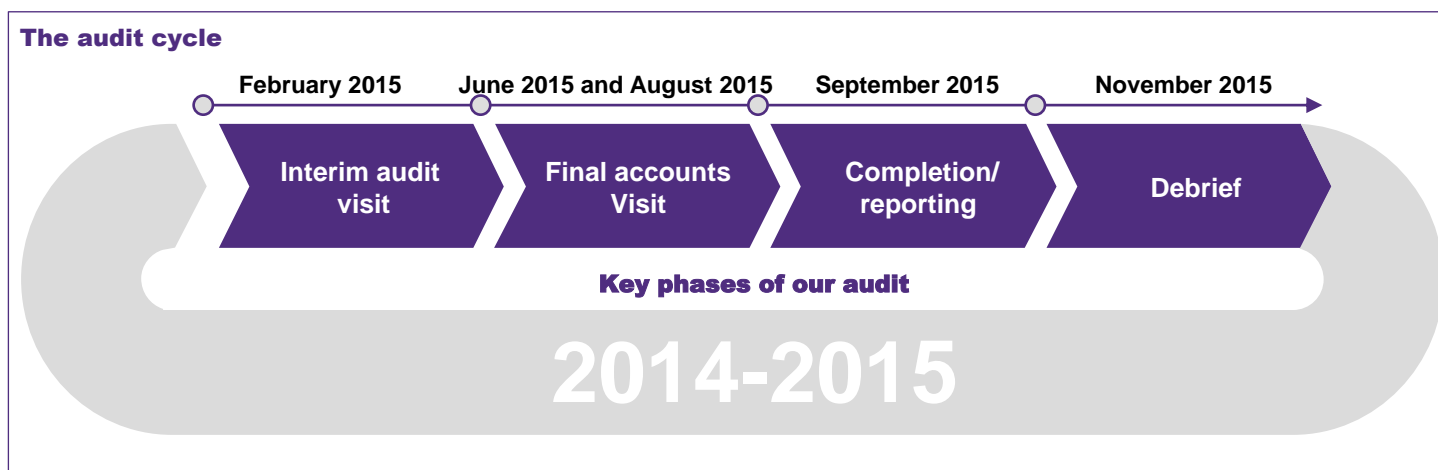 The audit cycle
February 2015
June 2015 and August 2015
September 2015
November 2015
Interim audit
visit
Final accounts
Visit
Completion/
reporting
Debrief
Key phases of our audit
2014-2015